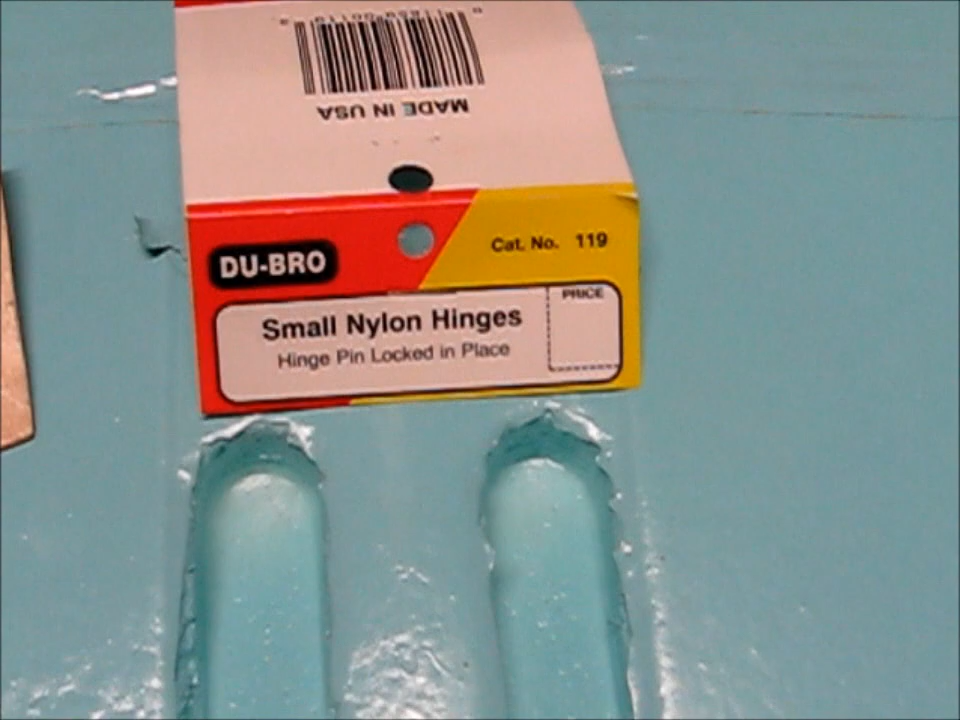 MADE IN USA
DU-BRO
Cat. No. 119
PRICE
Small Nylon Hinges
Hinge Pin Locked in Place